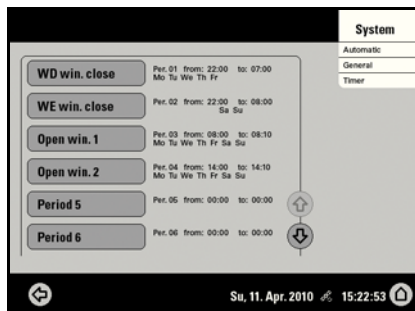 System
Automatic
General
Timer
WD win. close
Per. 01 from: 22:00 to: 07:00
Mo Tu We Th Fr
WE win. close
Per. 02 from: 22:00 to: 08:00
Sa Su
Open win. 1
Per. 03 from: 08:00 to: 08:10
Mo Tu We Th Fr Sa Su
Open win. 2
Per. 04 from: 14:00 to: 14:10
Mo Tu We Th Fr Sa Su
Period 5
Per. 05 from: 00:00 to: 00:00
Period 6
Per. 06 from: 00:00 to: 00:00
Su, 11. Apr. 2010 15:22:53